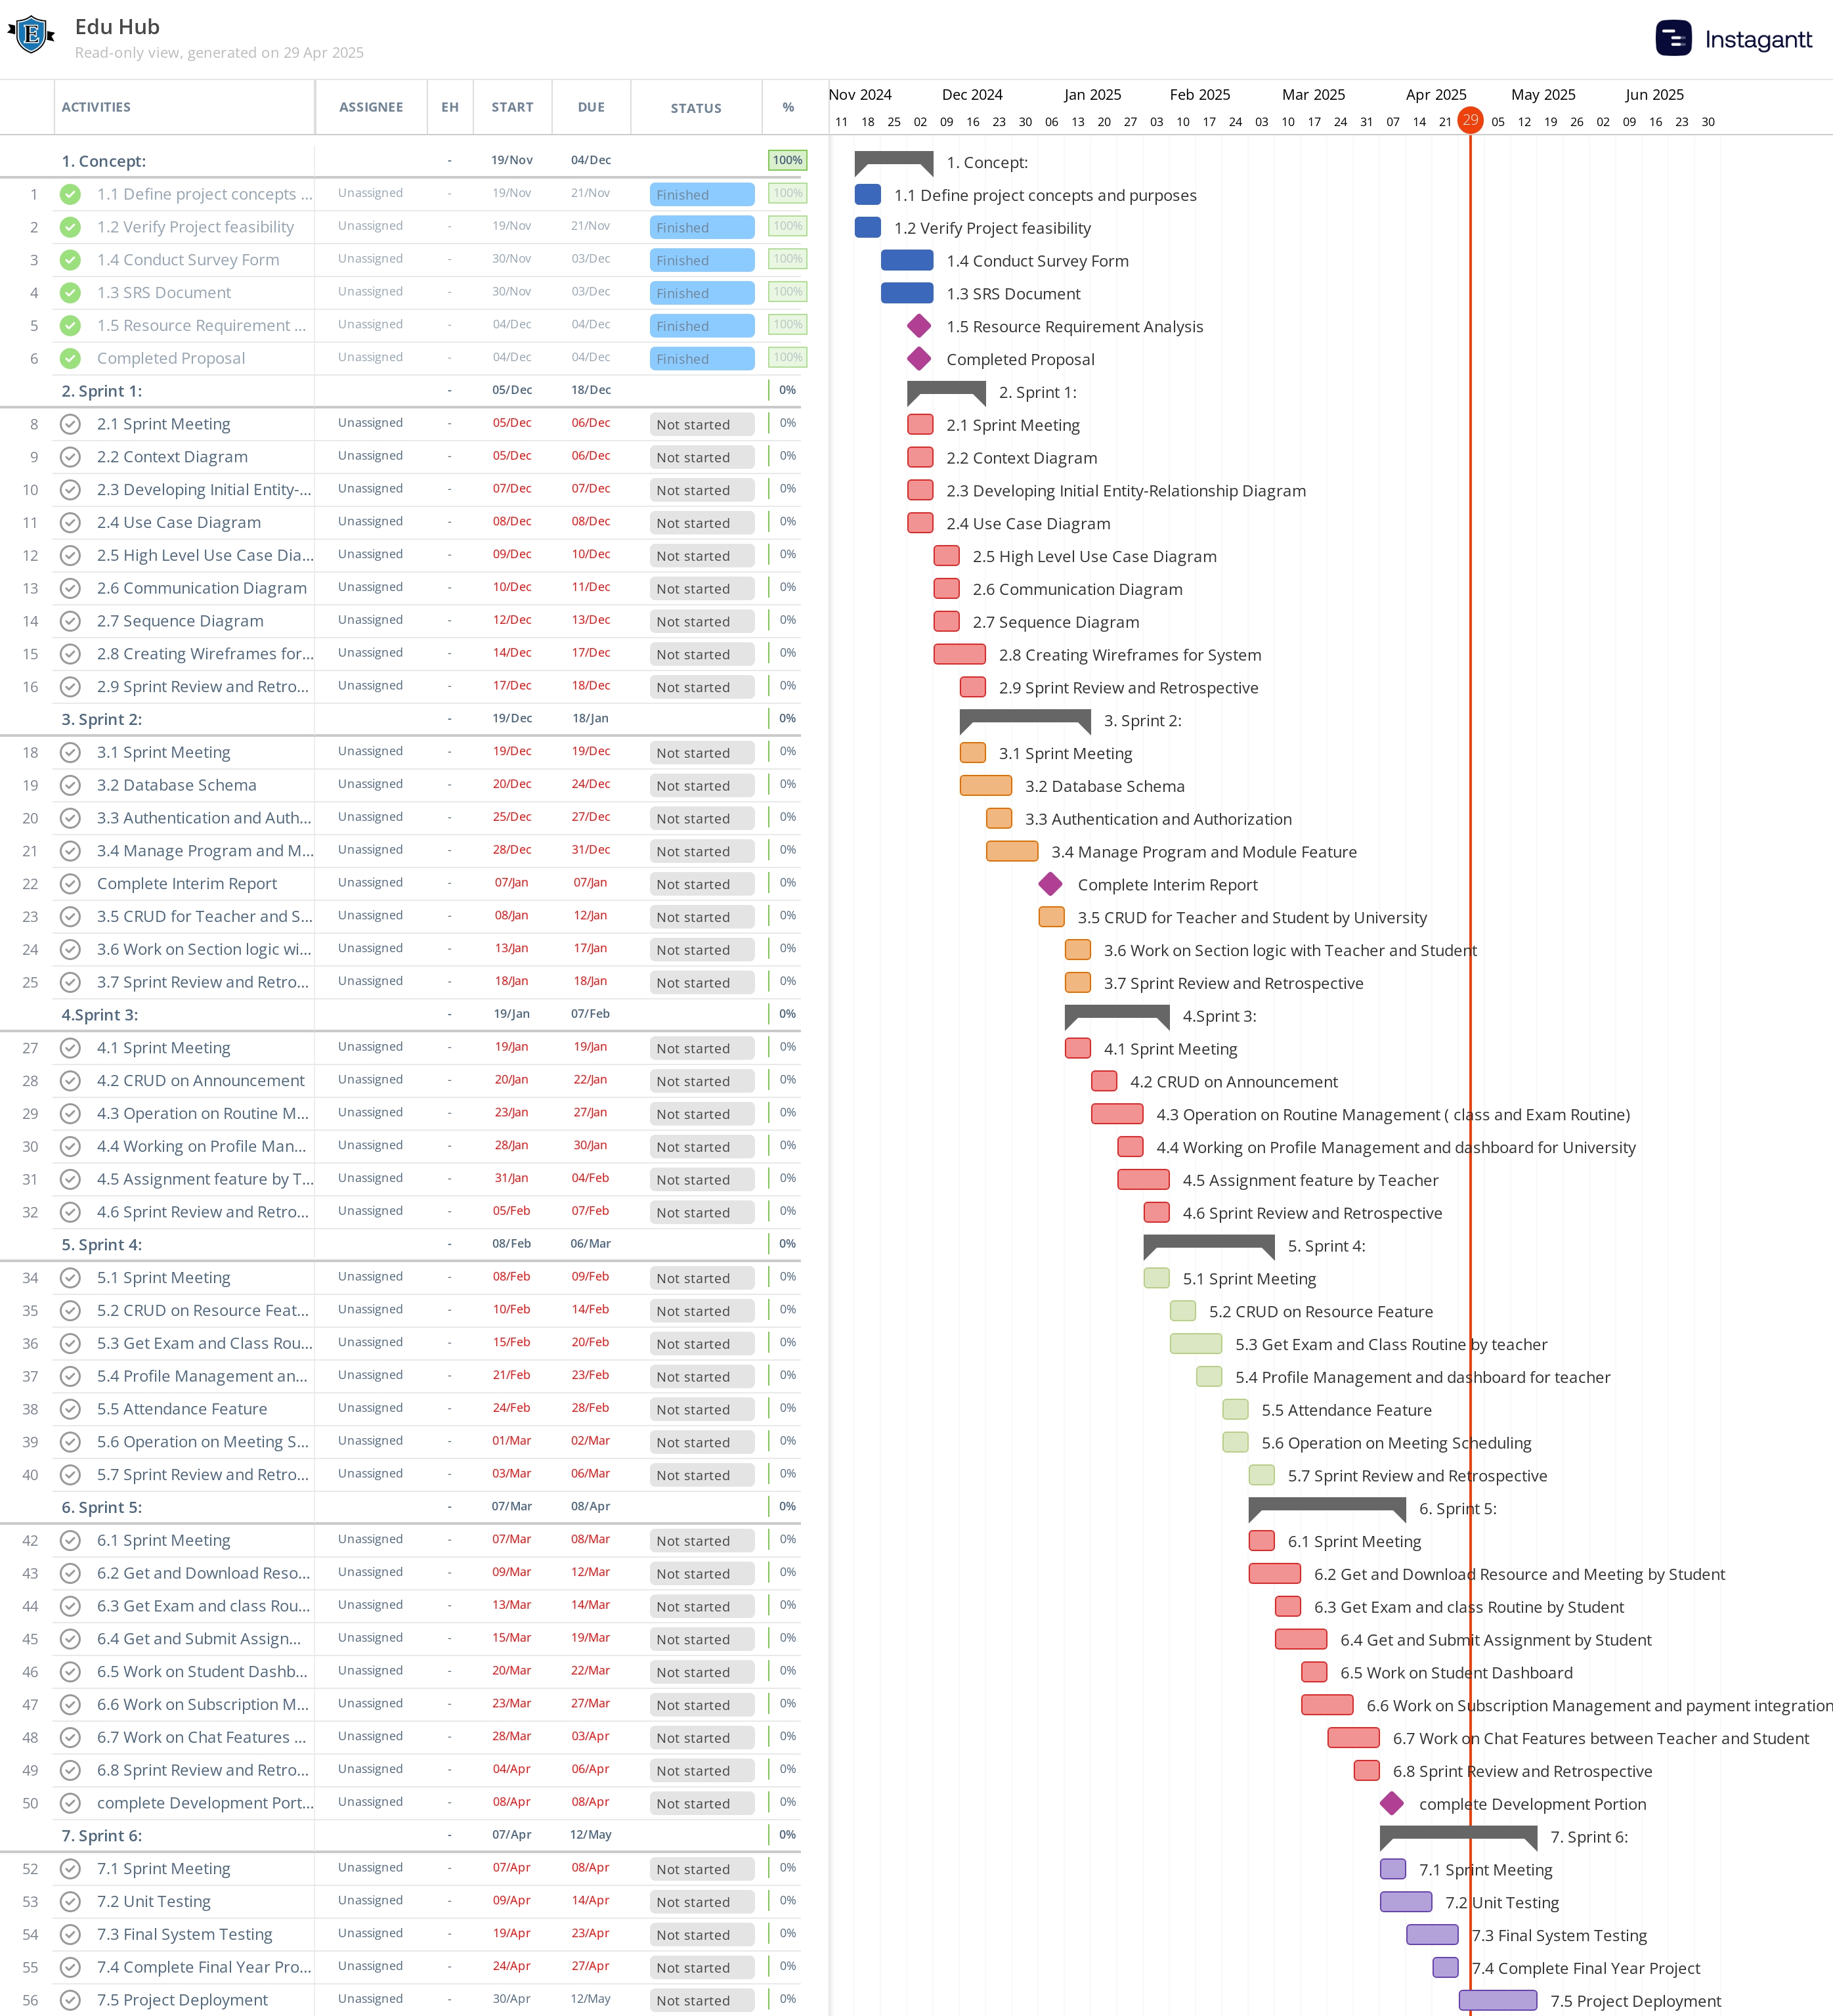 Edu Hub
Read-only view, generated on 29 Apr 2025
E
Instagantt
ACTIVITIES ASSIGNEE EH START DUE STATUS %
Nov 2024 Dec 2024 Jan 2025 Feb 2025 Mar 2025 Apr 2025 May 2025 Jun 2025
11 18 25 02 09 16 23 30 06 13 20 27 03 10 17 24 03 10 17 24 31 07 14 21 29 05 12 19 26 02 09 16 23 30
1. Concept: - 19/Nov 04/Dec 100% 1. Concept:
1 1.1 Define project concepts ... Unassigned - 19/Nov 21/Nov Finished 100% 1.1 Define project concepts and purposes
2 1.2 Verify Project feasibility Unassigned - 19/Nov 21/Nov Finished 100% 1.2 Verify Project feasibility
3 1.4 Conduct Survey Form Unassigned - 30/Nov 03/Dec Finished 100% 1.4 Conduct Survey Form
4 1.3 SRS Document Unassigned - 30/Nov 03/Dec Finished 100% 1.3 SRS Document
5 1.5 Resource Requirement ... Unassigned - 04/Dec 04/Dec Finished 100% 1.5 Resource Requirement Analysis
6 Completed Proposal Unassigned - 04/Dec 04/Dec Finished 100% Completed Proposal
2. Sprint 1: - 05/Dec 18/Dec 0% 2. Sprint 1:
8 2.1 Sprint Meeting Unassigned - 05/Dec 06/Dec Not started 0% 2.1 Sprint Meeting
9 2.2 Context Diagram Unassigned - 05/Dec 06/Dec Not started 0% 2.2 Context Diagram
10 2.3 Developing Initial Entity-... Unassigned - 07/Dec 07/Dec Not started 0% 2.3 Developing Initial Entity-Relationship Diagram
11 2.4 Use Case Diagram Unassigned - 08/Dec 08/Dec Not started 0% 2.4 Use Case Diagram
12 2.5 High Level Use Case Dia... Unassigned - 09/Dec 10/Dec Not started 0% 2.5 High Level Use Case Diagram
13 2.6 Communication Diagram Unassigned - 10/Dec 11/Dec Not started 0% 2.6 Communication Diagram
14 2.7 Sequence Diagram Unassigned - 12/Dec 13/Dec Not started 0% 2.7 Sequence Diagram
15 2.8 Creating Wireframes for... Unassigned - 14/Dec 17/Dec Not started 0% 2.8 Creating Wireframes for System
16 2.9 Sprint Review and Retro... Unassigned - 17/Dec 18/Dec Not started 0% 2.9 Sprint Review and Retrospective
3. Sprint 2: - 19/Dec 18/Jan 0% 3. Sprint 2:
18 3.1 Sprint Meeting Unassigned - 19/Dec 19/Dec Not started 0% 3.1 Sprint Meeting
19 3.2 Database Schema Unassigned - 20/Dec 24/Dec Not started 0% 3.2 Database Schema
20 3.3 Authentication and Auth... Unassigned - 25/Dec 27/Dec Not started 0% 3.3 Authentication and Authorization
21 3.4 Manage Program and M... Unassigned - 28/Dec 31/Dec Not started 0% 3.4 Manage Program and Module Feature
22 Complete Interim Report Unassigned - 07/Jan 07/Jan Not started 0% Complete Interim Report
23 3.5 CRUD for Teacher and S... Unassigned - 08/Jan 12/Jan Not started 0% 3.5 CRUD for Teacher and Student by University
24 3.6 Work on Section logic wi... Unassigned - 13/Jan 17/Jan Not started 0% 3.6 Work on Section logic with Teacher and Student
25 3.7 Sprint Review and Retro... Unassigned - 18/Jan 18/Jan Not started 0% 3.7 Sprint Review and Retrospective
4.Sprint 3: - 19/Jan 07/Feb 0% 4.Sprint 3:
27 4.1 Sprint Meeting Unassigned - 19/Jan 19/Jan Not started 0% 4.1 Sprint Meeting
28 4.2 CRUD on Announcement Unassigned - 20/Jan 22/Jan Not started 0% 4.2 CRUD on Announcement
29 4.3 Operation on Routine M... Unassigned - 23/Jan 27/Jan Not started 0% 4.3 Operation on Routine Management ( class and Exam Routine)
30 4.4 Working on Profile Man... Unassigned - 28/Jan 30/Jan Not started 0% 4.4 Working on Profile Management and dashboard for University
31 4.5 Assignment feature by T... Unassigned - 31/Jan 04/Feb Not started 0% 4.5 Assignment feature by Teacher
32 4.6 Sprint Review and Retro... Unassigned - 05/Feb 07/Feb Not started 0% 4.6 Sprint Review and Retrospective
5. Sprint 4: - 08/Feb 06/Mar 0% 5. Sprint 4:
34 5.1 Sprint Meeting Unassigned - 08/Feb 09/Feb Not started 0% 5.1 Sprint Meeting
35 5.2 CRUD on Resource Feat... Unassigned - 10/Feb 14/Feb Not started 0% 5.2 CRUD on Resource Feature
36 5.3 Get Exam and Class Rou... Unassigned - 15/Feb 20/Feb Not started 0% 5.3 Get Exam and Class Routine by teacher
37 5.4 Profile Management an... Unassigned - 21/Feb 23/Feb Not started 0% 5.4 Profile Management and dashboard for teacher
38 5.5 Attendance Feature Unassigned - 24/Feb 28/Feb Not started 0% 5.5 Attendance Feature
39 5.6 Operation on Meeting S... Unassigned - 01/Mar 02/Mar Not started 0% 5.6 Operation on Meeting Scheduling
40 5.7 Sprint Review and Retro... Unassigned - 03/Mar 06/Mar Not started 0% 5.7 Sprint Review and Retrospective
6. Sprint 5: - 07/Mar 08/Apr 0% 6. Sprint 5:
42 6.1 Sprint Meeting Unassigned - 07/Mar 08/Mar Not started 0% 6.1 Sprint Meeting
43 6.2 Get and Download Reso... Unassigned - 09/Mar 12/Mar Not started 0% 6.2 Get and Download Resource and Meeting by Student
44 6.3 Get Exam and class Rou... Unassigned - 13/Mar 14/Mar Not started 0% 6.3 Get Exam and class Routine by Student
45 6.4 Get and Submit Assign... Unassigned - 15/Mar 19/Mar Not started 0% 6.4 Get and Submit Assignment by Student
46 6.5 Work on Student Dashb... Unassigned - 20/Mar 22/Mar Not started 0% 6.5 Work on Student Dashboard
47 6.6 Work on Subscription M... Unassigned - 23/Mar 27/Mar Not started 0% 6.6 Work on Subscription Management and payment integration
48 6.7 Work on Chat Features ... Unassigned - 28/Mar 03/Apr Not started 0% 6.7 Work on Chat Features between Teacher and Student
49 6.8 Sprint Review and Retro... Unassigned - 04/Apr 06/Apr Not started 0% 6.8 Sprint Review and Retrospective
50 complete Development Port... Unassigned - 08/Apr 08/Apr Not started 0% complete Development Portion
7. Sprint 6: - 07/Apr 12/May 0% 7. Sprint 6:
52 7.1 Sprint Meeting Unassigned - 07/Apr 08/Apr Not started 0% 7.1 Sprint Meeting
53 7.2 Unit Testing Unassigned - 09/Apr 14/Apr Not started 0% 7.2 Unit Testing
54 7.3 Final System Testing Unassigned - 19/Apr 23/Apr Not started 0% 7.3 Final System Testing
55 7.4 Complete Final Year Pro... Unassigned - 24/Apr 27/Apr Not started 0% 7.4 Complete Final Year Project
56 7.5 Project Deployment Unassigned - 30/Apr 12/May Not started 0% 7.5 Project Deployment